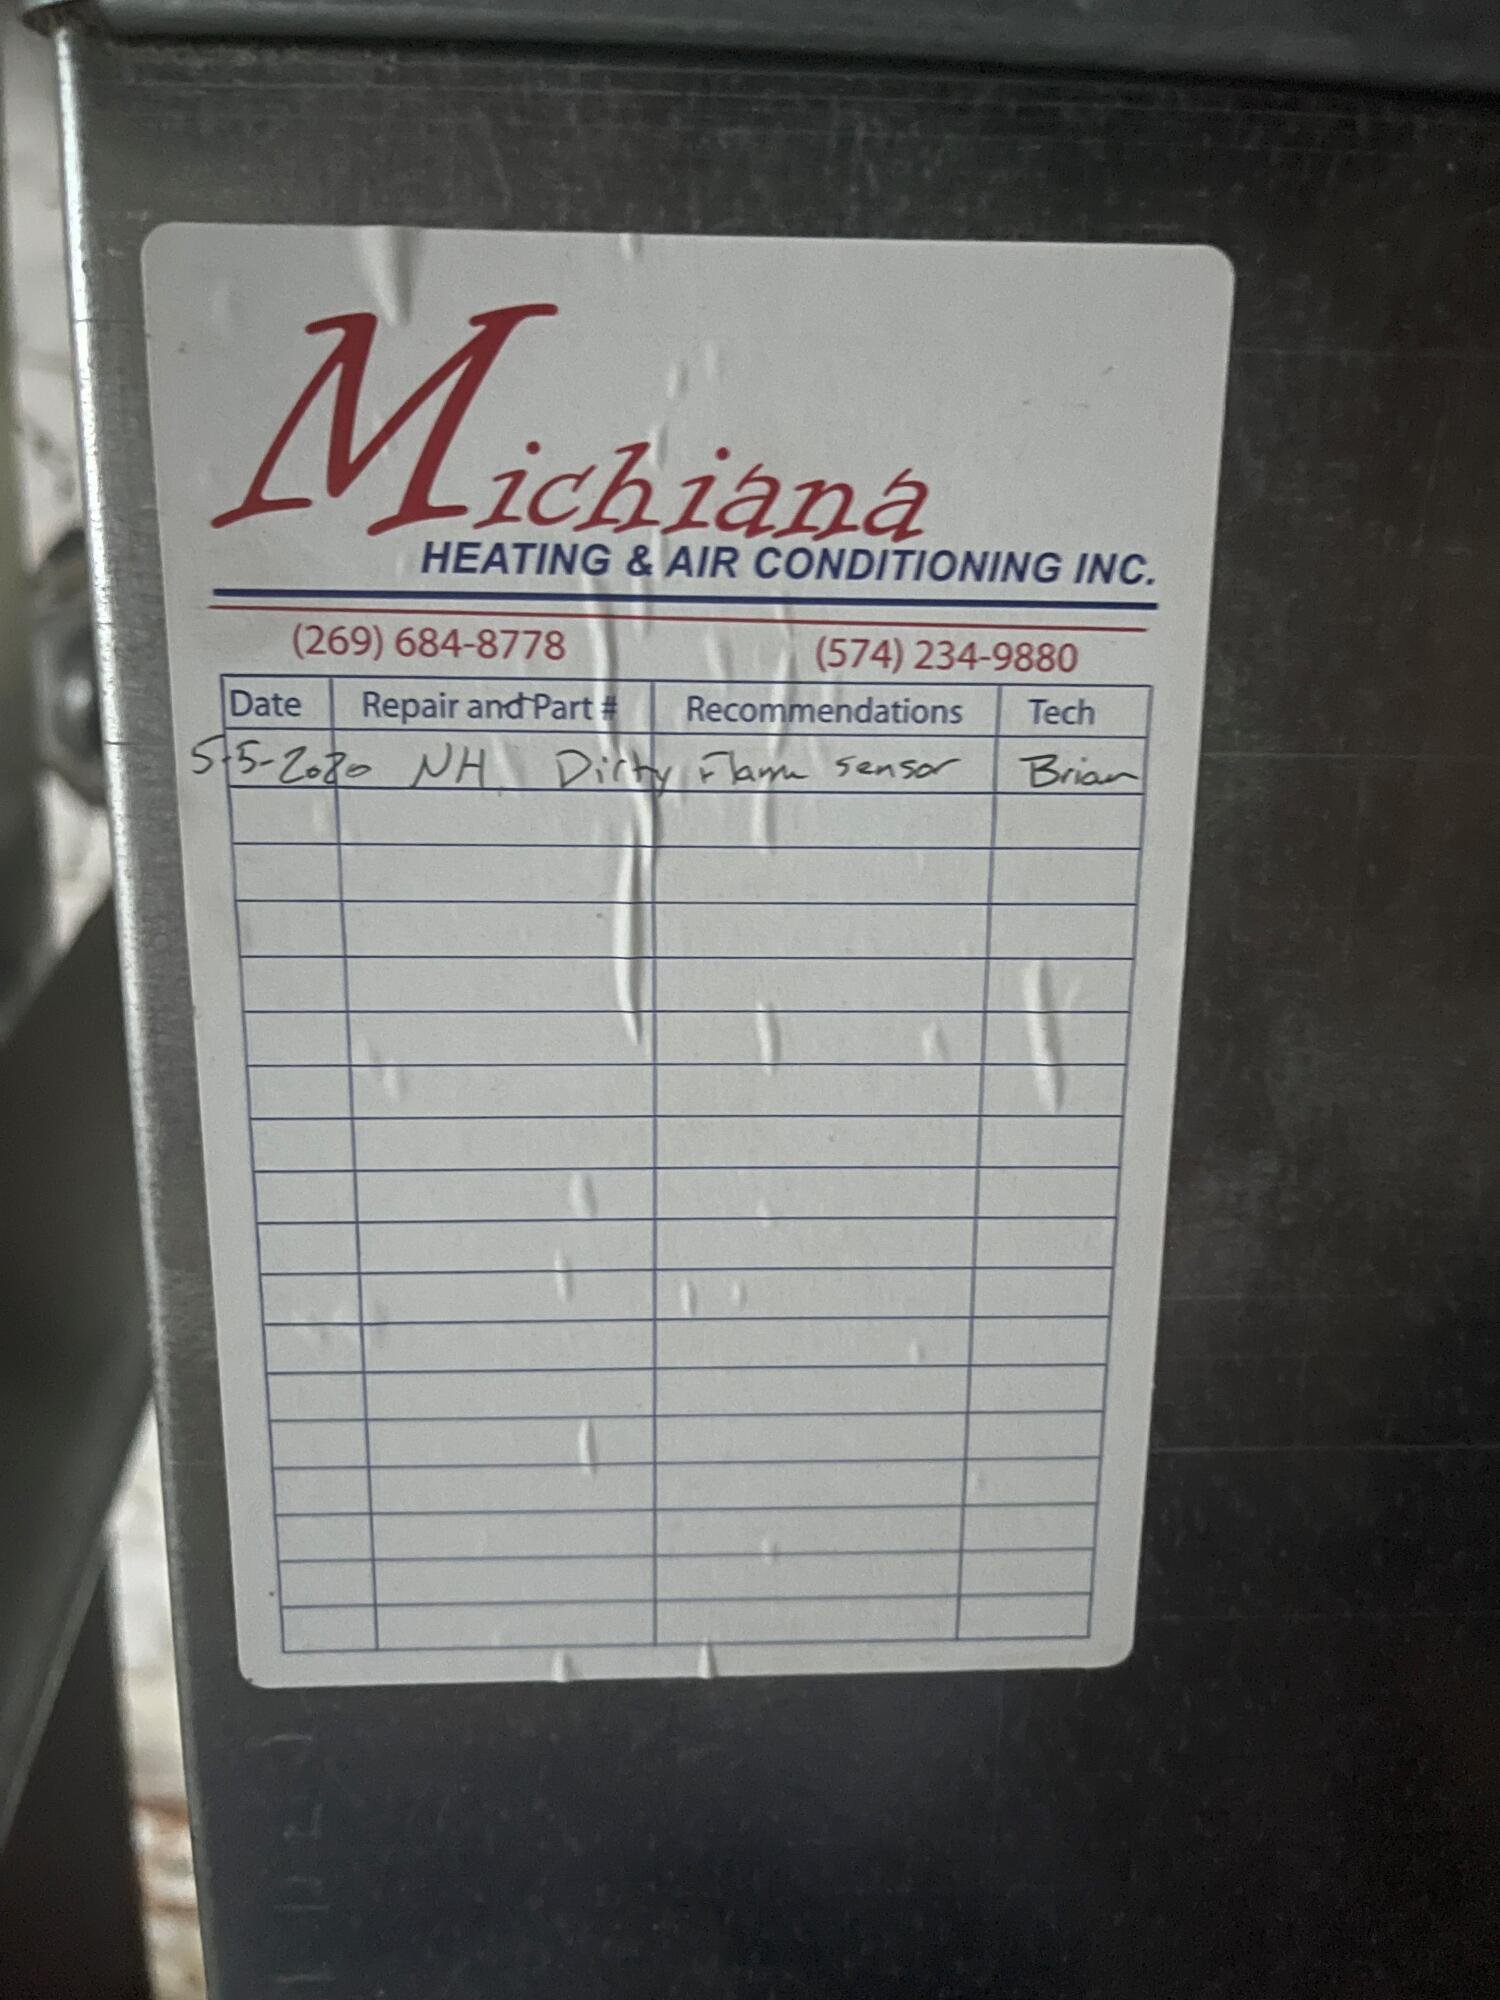 Michiana
HEATING & AIR CONDITIONING INC.
(269) 684-8778 (574) 234-9880
Date Repair and Part # Recommendations Tech
5-5-2020 NH. Dirty Flame sensor Brian